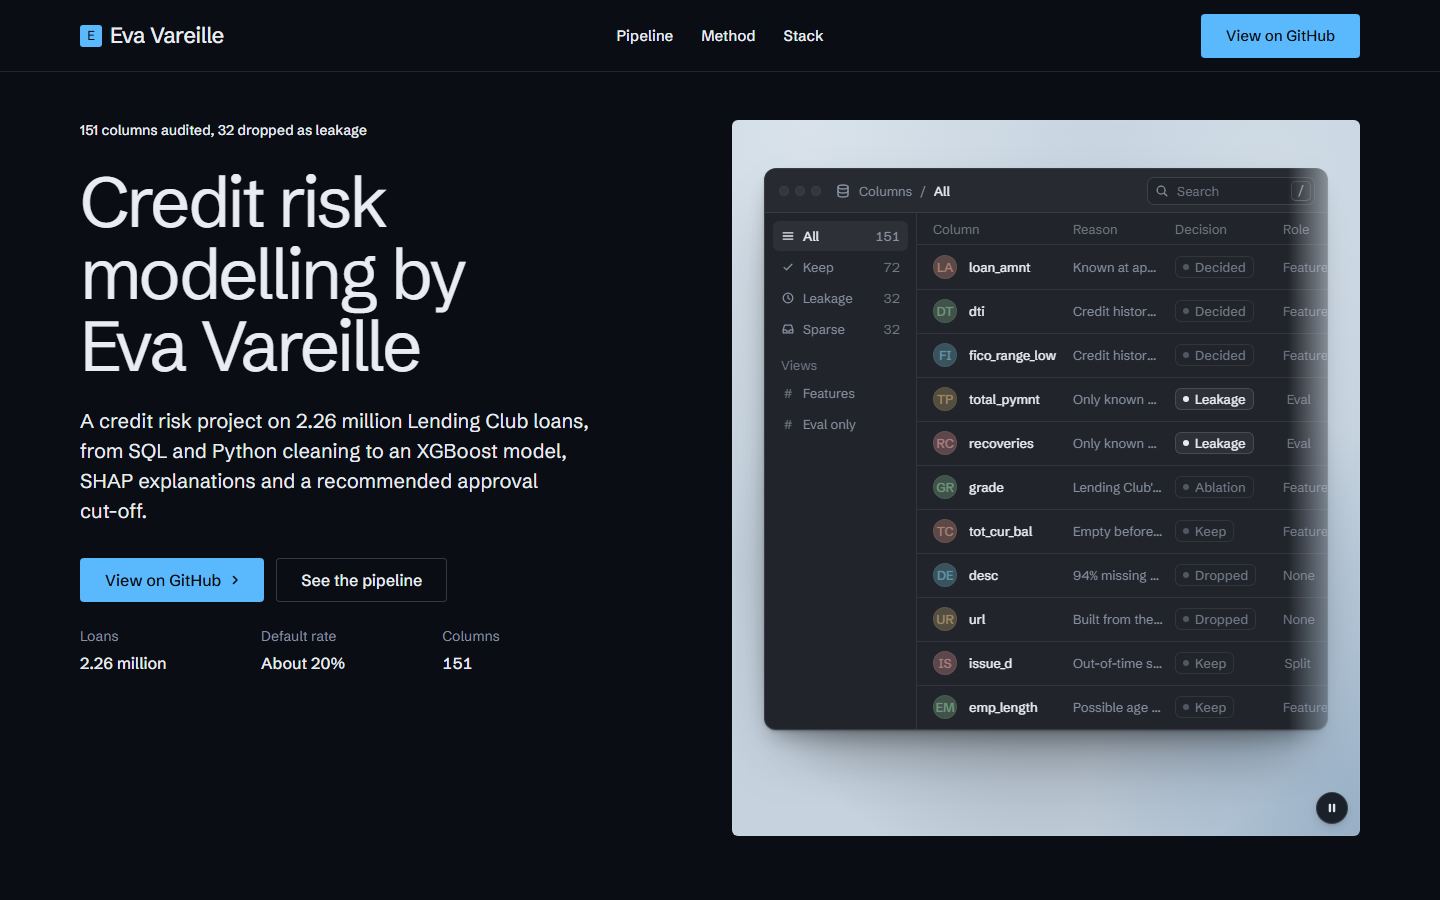 E Eva Vareille
Pipeline Method Stack
View on GitHub
151 columns audited, 32 dropped as leakage
Credit risk
modelling by
Eva Vareille
A credit risk project on 2.26 million Lending Club loans,
from SQL and Python cleaning to an XGBoost model,
SHAP explanations and a recommended approval
cut-off.
View on GitHub
See the pipeline
Loans Default rate Columns
2.26 million About 20% 151
Columns / All
Search /
All 151
Keep 72
Leakage 32
Sparse 32
Views
# Features
# Eval only
Column Reason Decision Role
LA loan_amnt Known at ap... Decided Feature
DT dti Credit histor... Decided Feature
FI fico_range_low Credit histor... Decided Feature
TP total_pymnt Only known ... Leakage Eval
RC recoveries Only known ... Leakage Eval
GR grade Lending Club'... Ablation Feature
TC tot_cur_bal Empty before... Keep Feature
DE desc 94% missing ... Dropped None
UR url Built from the... Dropped None
IS issue_d Out-of-time s... Keep Split
EM emp_length Possible age ... Keep Feature